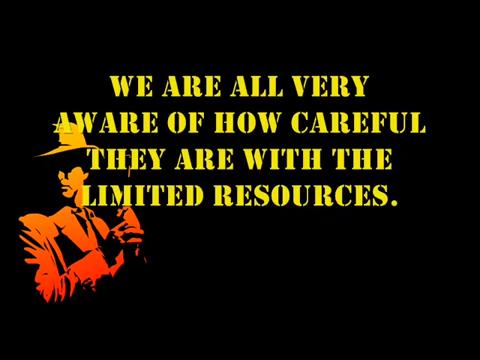 WE ARE ALL VERY
AWARE OF HOW CAREFUL
THEY ARE WITH THE
LIMITED RESOURCES.